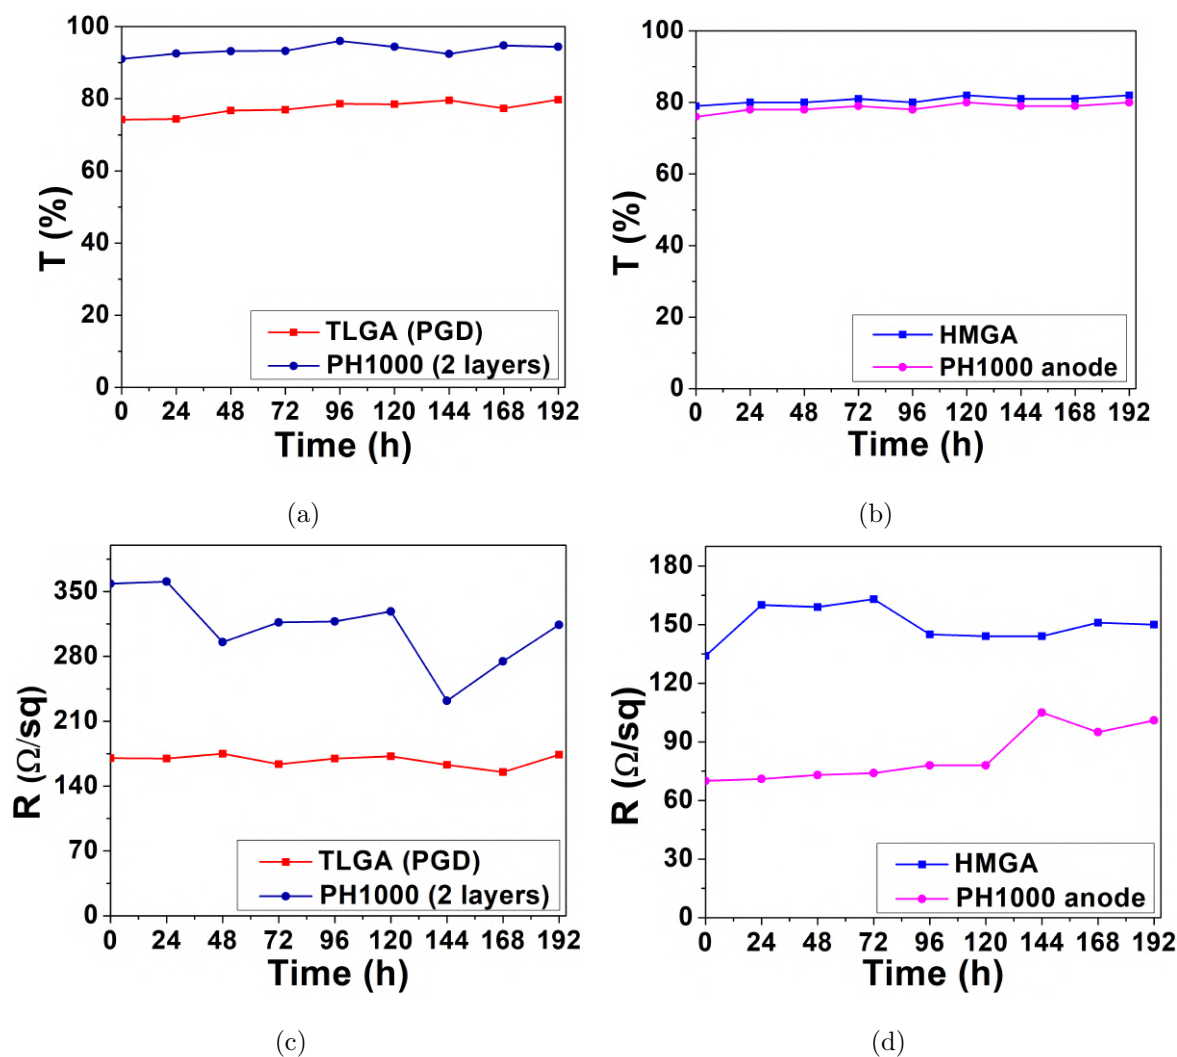 100
80
60
40
20
0
T (%)
TLGA (PGD)
PH1000 (2 layers)
0 24 48 72 96 120 144 168 192
Time (h)
(a)
100
80
60
40
20
0
T (%)
HMGA
PH1000 anode
0 24 48 72 96 120 144 168 192
Time (h)
(b)
350
280
210
140
70
0
R (Ω/sq)
TLGA (PGD)
PH1000 (2 layers)
0 24 48 72 96 120 144 168 192
Time (h)
(c)
180
150
120
90
60
30
0
R (Ω/sq)
HMGA
PH1000 anode
0 24 48 72 96 120 144 168 192
Time (h)
(d)